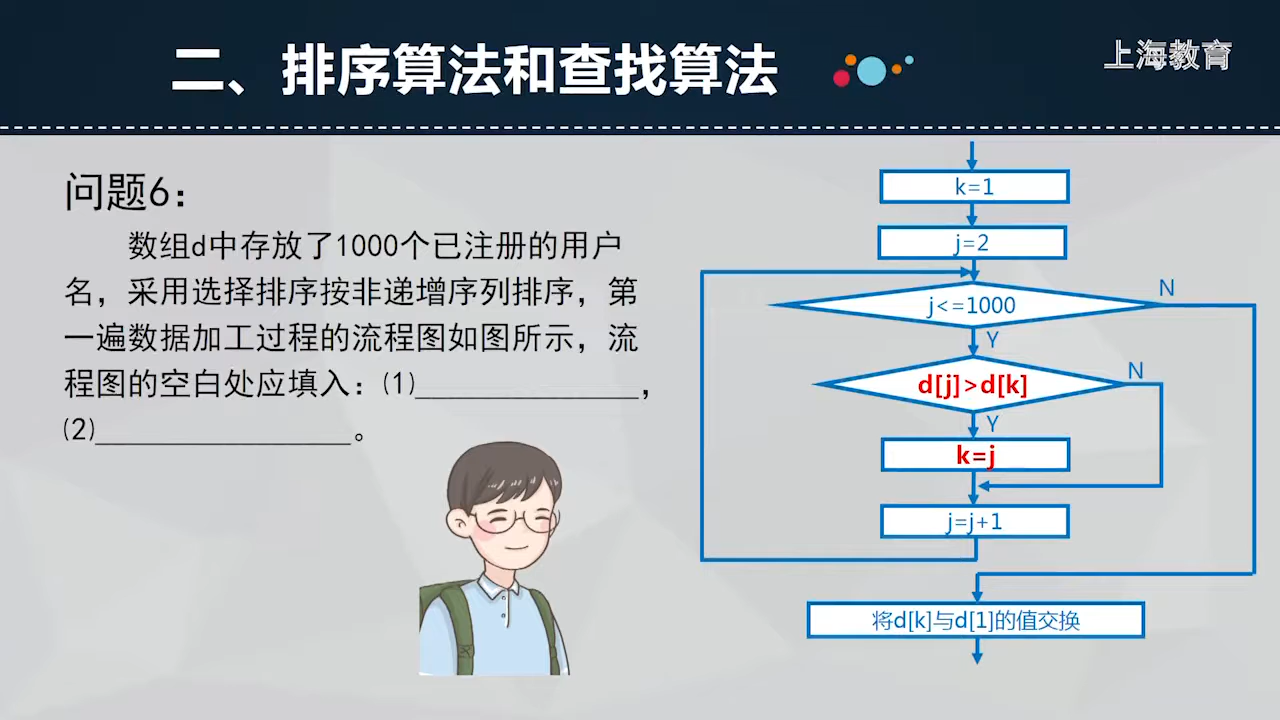 二、排序算法和查找算法
上海教育
问题6：
数组d中存放了1000个已注册的用户
名，采用选择排序按非递增序列排序，第
一遍数据加工过程的流程图如图所示，流
程图的空白处应填入：(1)______________，
(2)________________。
k=1
j=2
j<=1000
N
Y
d[j]>d[k]
N
Y
k=j
j=j+1
将d[k]与d[1]的值交换